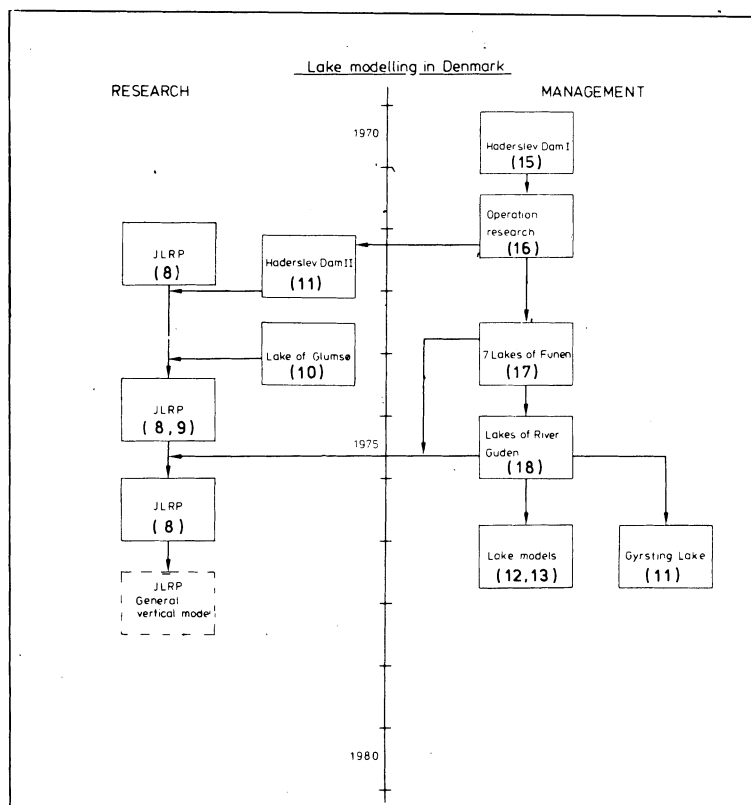 Lake modelling in Denmark
RESEARCH
MANAGEMENT
1970
Haderslev Dam I
(15)
Operation
research
(16)
JLRP
(8)
Haderslev Dam II
(11)
7 Lakes of Funen
(17)
Lake of Glumsø
(10)
JLRP
(8,9)
1975
Lakes of River
Guden
(18)
JLRP
(8)
Lake models
(12,13)
Gyrsting Lake
(11)
JLRP
General
vertical model
1980